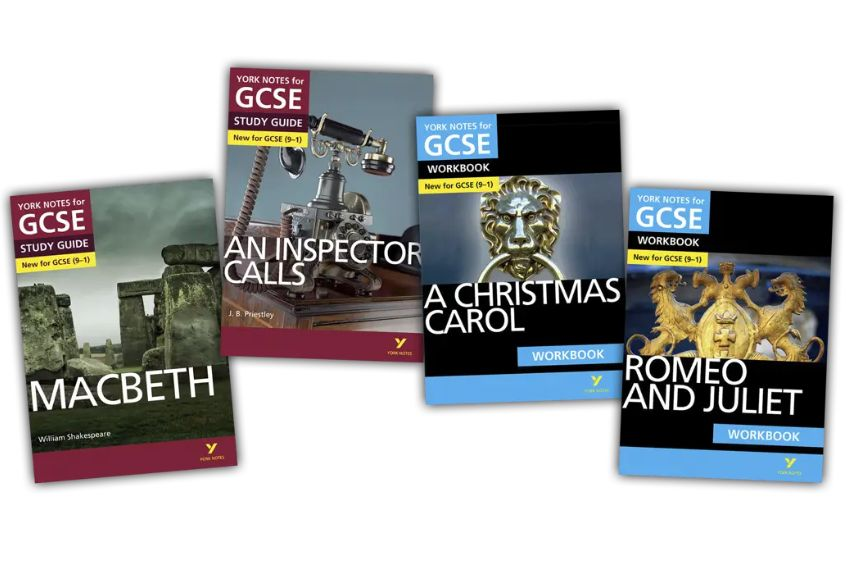 YORK NOTES for
GCSE
STUDY GUIDE
New for GCSE (9–1)
MACBETH
William Shakespeare
YORK NOTES
YORK NOTES for
GCSE
STUDY GUIDE
New for GCSE (9–1)
AN INSPECTOR
CALLS
J. B. Priestley
YORK NOTES
YORK NOTES for
GCSE
WORKBOOK
New for GCSE (9–1)
A CHRISTMAS
CAROL
WORKBOOK
YORK NOTES
YORK NOTES for
GCSE
WORKBOOK
New for GCSE (9–1)
ROMEO
AND JULIET
WORKBOOK
YORK NOTES